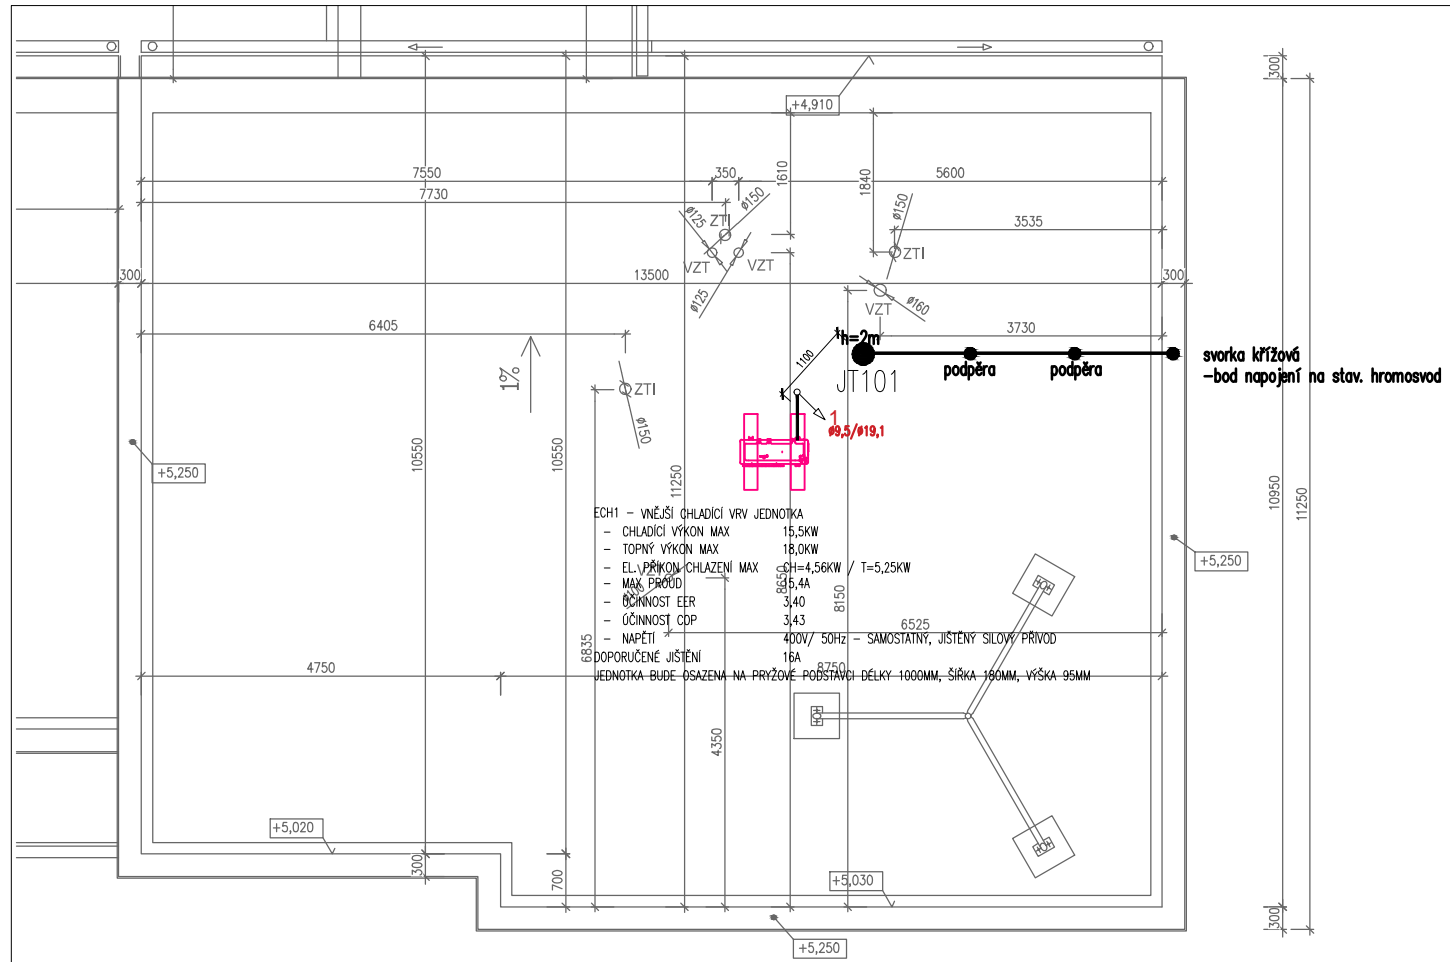 300
+4,910
7550
350
1610
1840
5600
7730
ø150
ø125
ZTI
ø150
3535
VZT
VZT
ZTI
300
13500
300
ø125
ø160
VZT
6405
3730
h=2m
1100
svorka křížová
-bod napojení na stav. hromosvod
podpěra
podpěra
JT101
1%
ZTI
1
ø9,5/ø19,1
ø150
10550
10550
11250
+5,250
10950
11250
ECH1 - VNĚJŠÍ CHLADÍCÍ VRV JEDNOTKA
- CHLADÍCÍ VÝKON MAX 15,5KW
- TOPNÝ VÝKON MAX 18,0KW
- EL. PŘÍKON CHLAZENÍ MAX CH=4,56KW / T=5,25KW
- MAX PROUD 15,4A
- ÚČINNOST EER 3,40
- ÚČINNOST COP 3,43
- NAPĚTÍ 400V/ 50Hz - SAMOSTATNÝ, JIŠTĚNÝ SILOVÝ PŘÍVOD
DOPORUČENÉ JIŠTĚNÍ 16A
JEDNOTKA BUDE OSAZENA NA PRYŽOVÉ PODSTAVCI DÉLKY 1000MM, ŠÍŘKA 180MM, VÝŠKA 95MM
VZT
8650
8150
+5,250
6525
6835
4750
8750
4350
+5,020
300
700
+5,030
300
+5,250